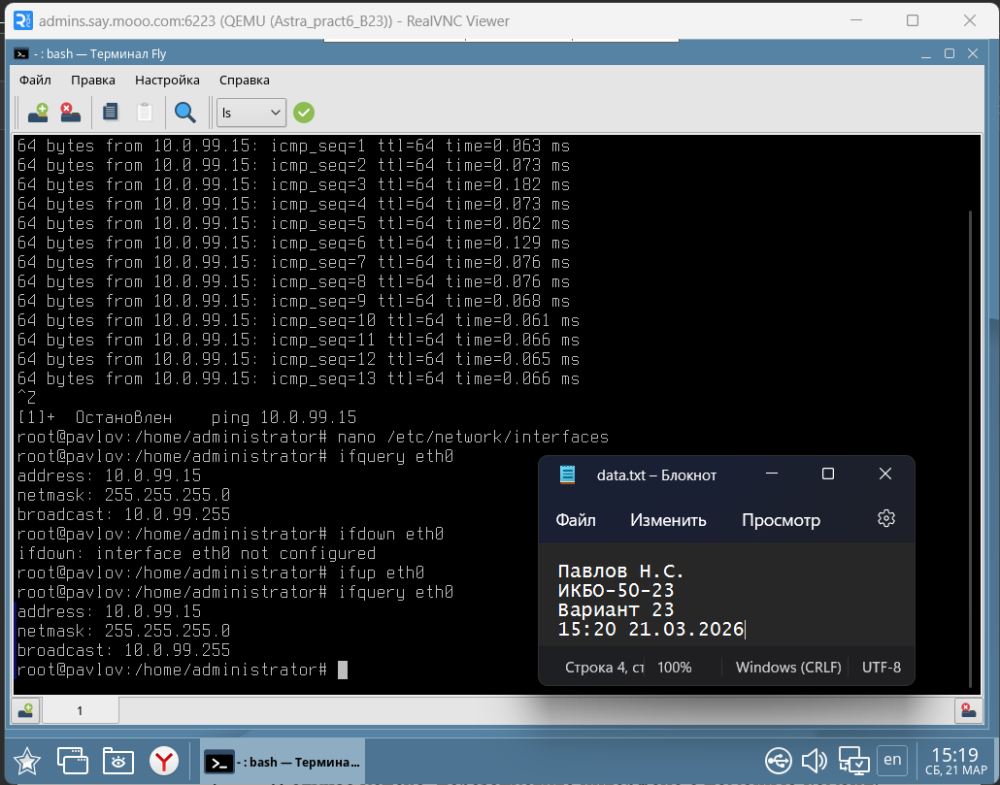 admins.say.mooo.com:6223 (QEMU (Astra_pract6_B23)) - RealVNC Viewer
- : bash — Терминал Fly
Файл Правка Настройка Справка
ls
64 bytes from 10.0.99.15: icmp_seq=1 ttl=64 time=0.063 ms
64 bytes from 10.0.99.15: icmp_seq=2 ttl=64 time=0.073 ms
64 bytes from 10.0.99.15: icmp_seq=3 ttl=64 time=0.182 ms
64 bytes from 10.0.99.15: icmp_seq=4 ttl=64 time=0.073 ms
64 bytes from 10.0.99.15: icmp_seq=5 ttl=64 time=0.062 ms
64 bytes from 10.0.99.15: icmp_seq=6 ttl=64 time=0.129 ms
64 bytes from 10.0.99.15: icmp_seq=7 ttl=64 time=0.076 ms
64 bytes from 10.0.99.15: icmp_seq=8 ttl=64 time=0.076 ms
64 bytes from 10.0.99.15: icmp_seq=9 ttl=64 time=0.068 ms
64 bytes from 10.0.99.15: icmp_seq=10 ttl=64 time=0.061 ms
64 bytes from 10.0.99.15: icmp_seq=11 ttl=64 time=0.066 ms
64 bytes from 10.0.99.15: icmp_seq=12 ttl=64 time=0.065 ms
64 bytes from 10.0.99.15: icmp_seq=13 ttl=64 time=0.066 ms
^Z
[1]+ Остановлен ping 10.0.99.15
root@pavlov:/home/administrator# nano /etc/network/interfaces
root@pavlov:/home/administrator# ifquery eth0
address: 10.0.99.15
netmask: 255.255.255.0
broadcast: 10.0.99.255
root@pavlov:/home/administrator# ifdown eth0
ifdown: interface eth0 not configured
root@pavlov:/home/administrator# ifup eth0
root@pavlov:/home/administrator# ifquery eth0
address: 10.0.99.15
netmask: 255.255.255.0
broadcast: 10.0.99.255
root@pavlov:/home/administrator#
data.txt – Блокнот
Файл Изменить Просмотр
Павлов Н.С.
ИКБО-50-23
Вариант 23
15:20 21.03.2026
Строка 4, ст 100% Windows (CRLF) UTF-8
1
- : bash — Термина...
en
15:19
СБ, 21 МАР